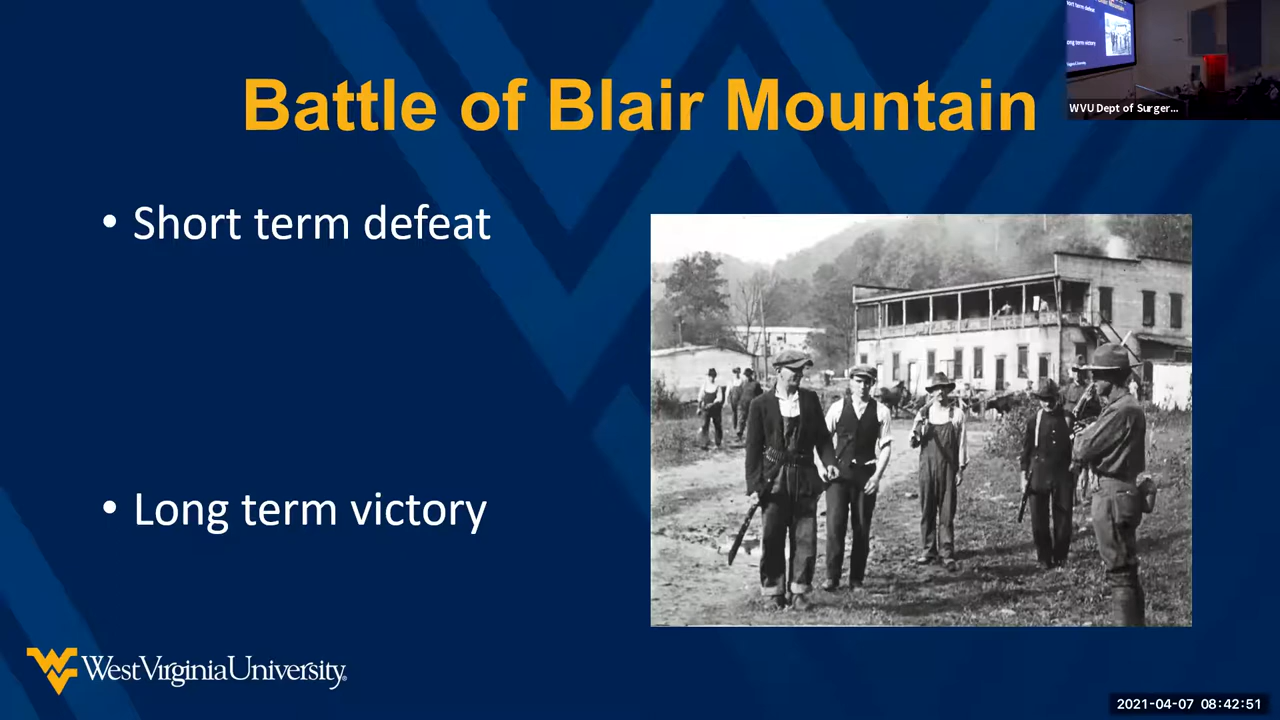 Battle of Blair Mountain
WVU Dept of Surger...
• Short term defeat
• Long term victory
West Virginia University.
2021-04-07 08:42:51